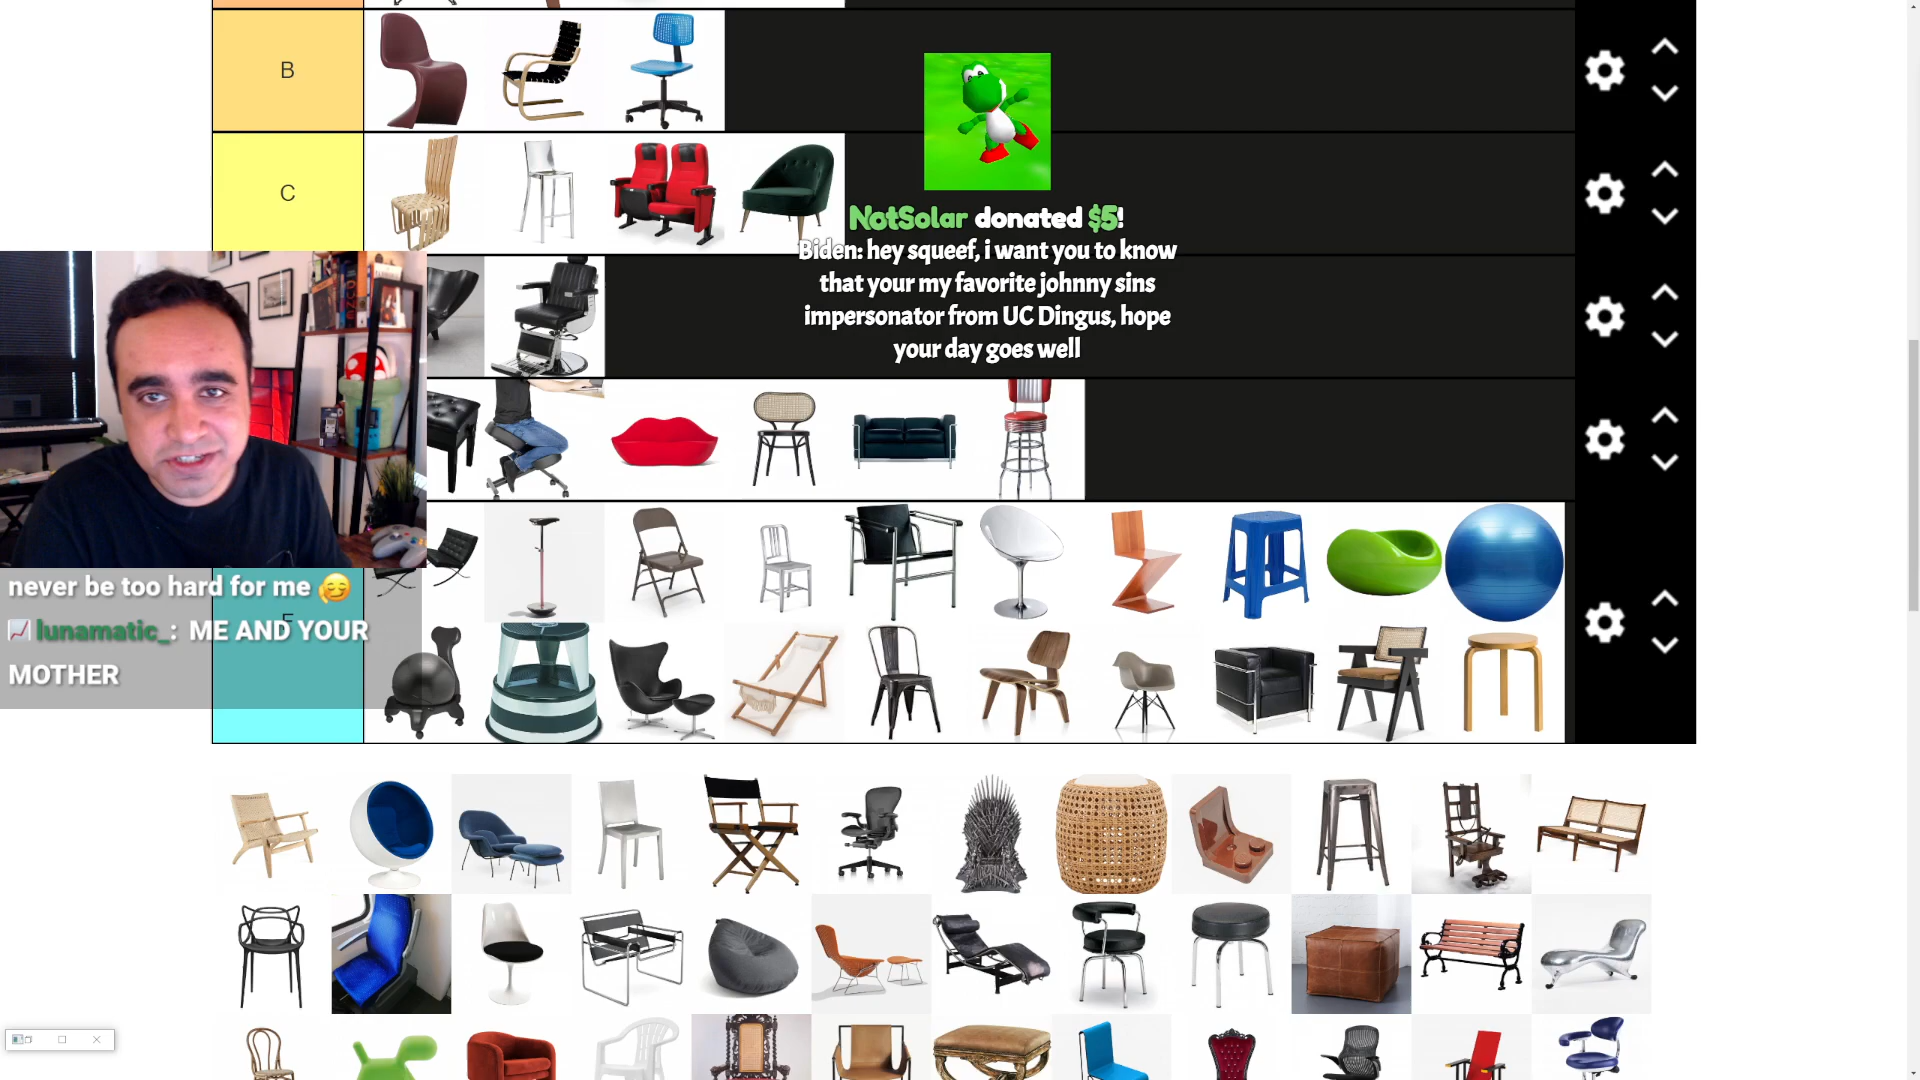 B
C
NotSolar donated $5!
Biden: hey squeef, i want you to know
that your my favorite johnny sins
impersonator from UC Dingus, hope
your day goes well
never be too hard for me 🥲
lunamatic_: ME AND YOUR
MOTHER